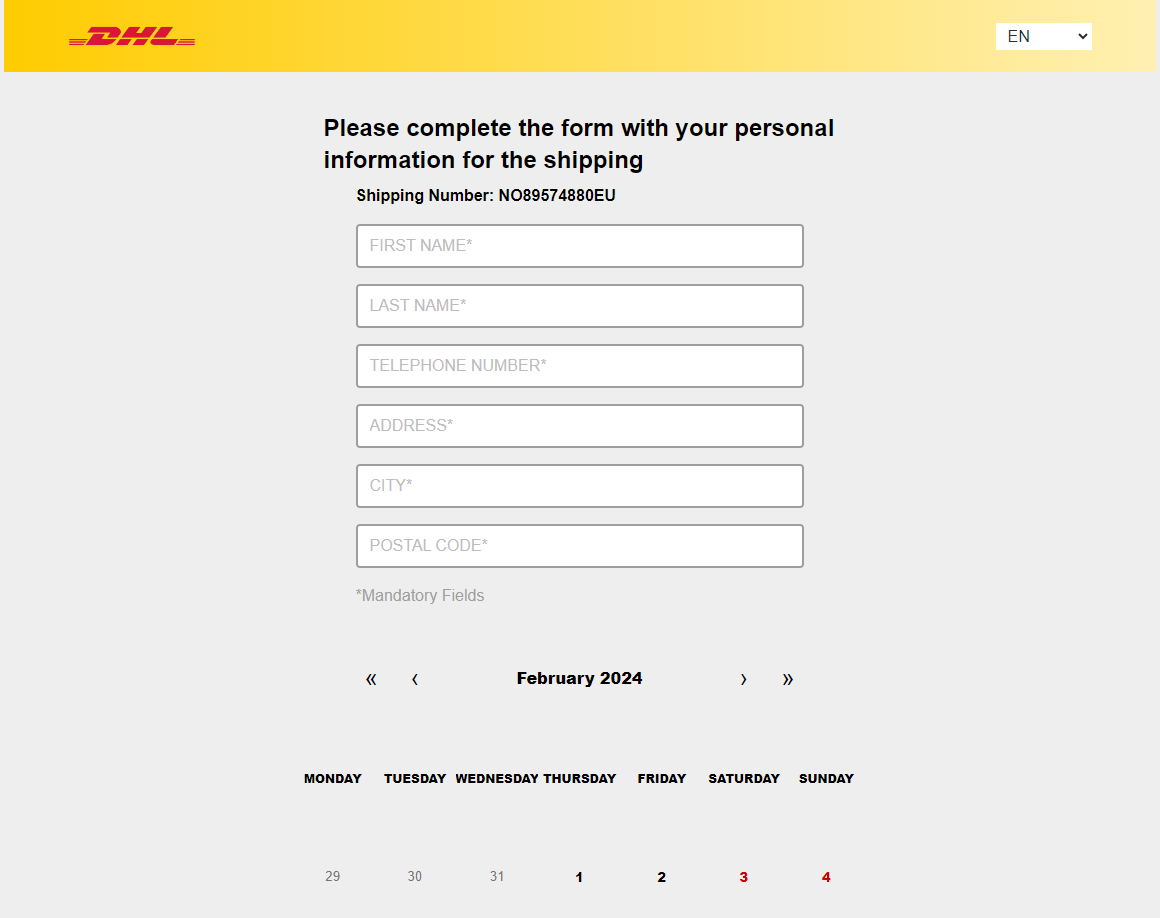 DHL
EN
Please complete the form with your personal
information for the shipping
Shipping Number: NO89574880EU
FIRST NAME*
LAST NAME*
TELEPHONE NUMBER*
ADDRESS*
CITY*
POSTAL CODE*
*Mandatory Fields
« ‹ February 2024 › »
MONDAY TUESDAY WEDNESDAY THURSDAY FRIDAY SATURDAY SUNDAY
29 30 31 1 2 3 4